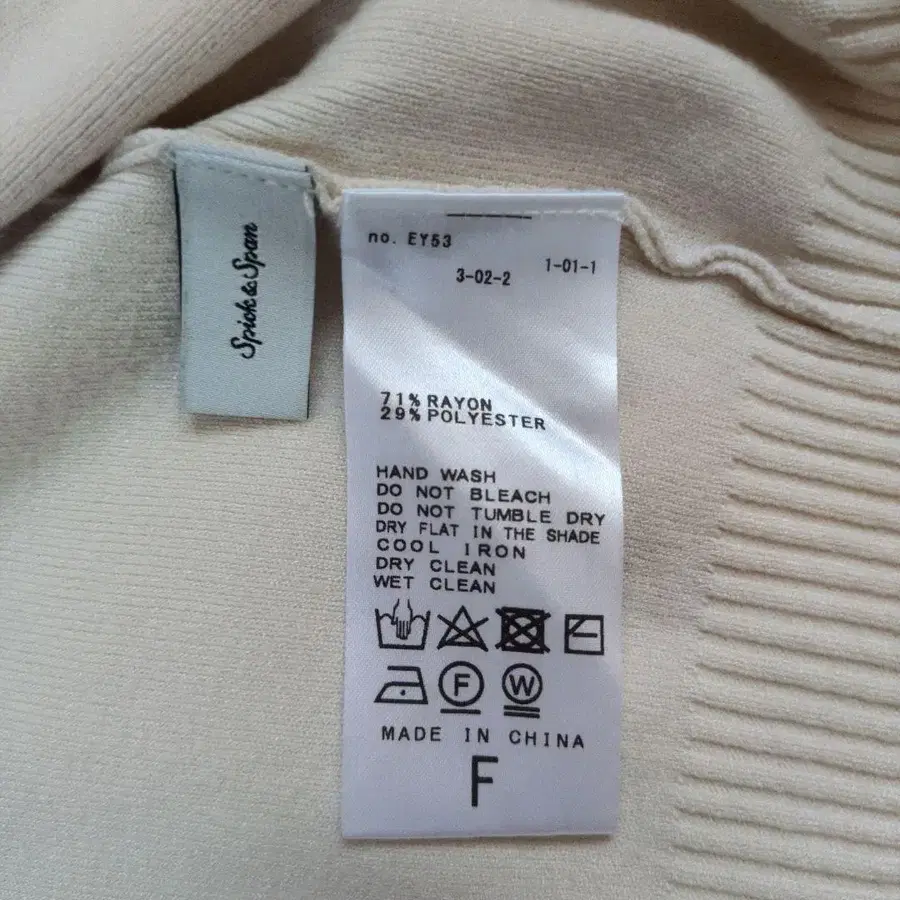 Spick&Span
no. EY53
3-02-2 1-01-1
71% RAYON
29% POLYESTER
HAND WASH
DO NOT BLEACH
DO NOT TUMBLE DRY
DRY FLAT IN THE SHADE
COOL IRON
DRY CLEAN
WET CLEAN
F W
MADE IN CHINA
F